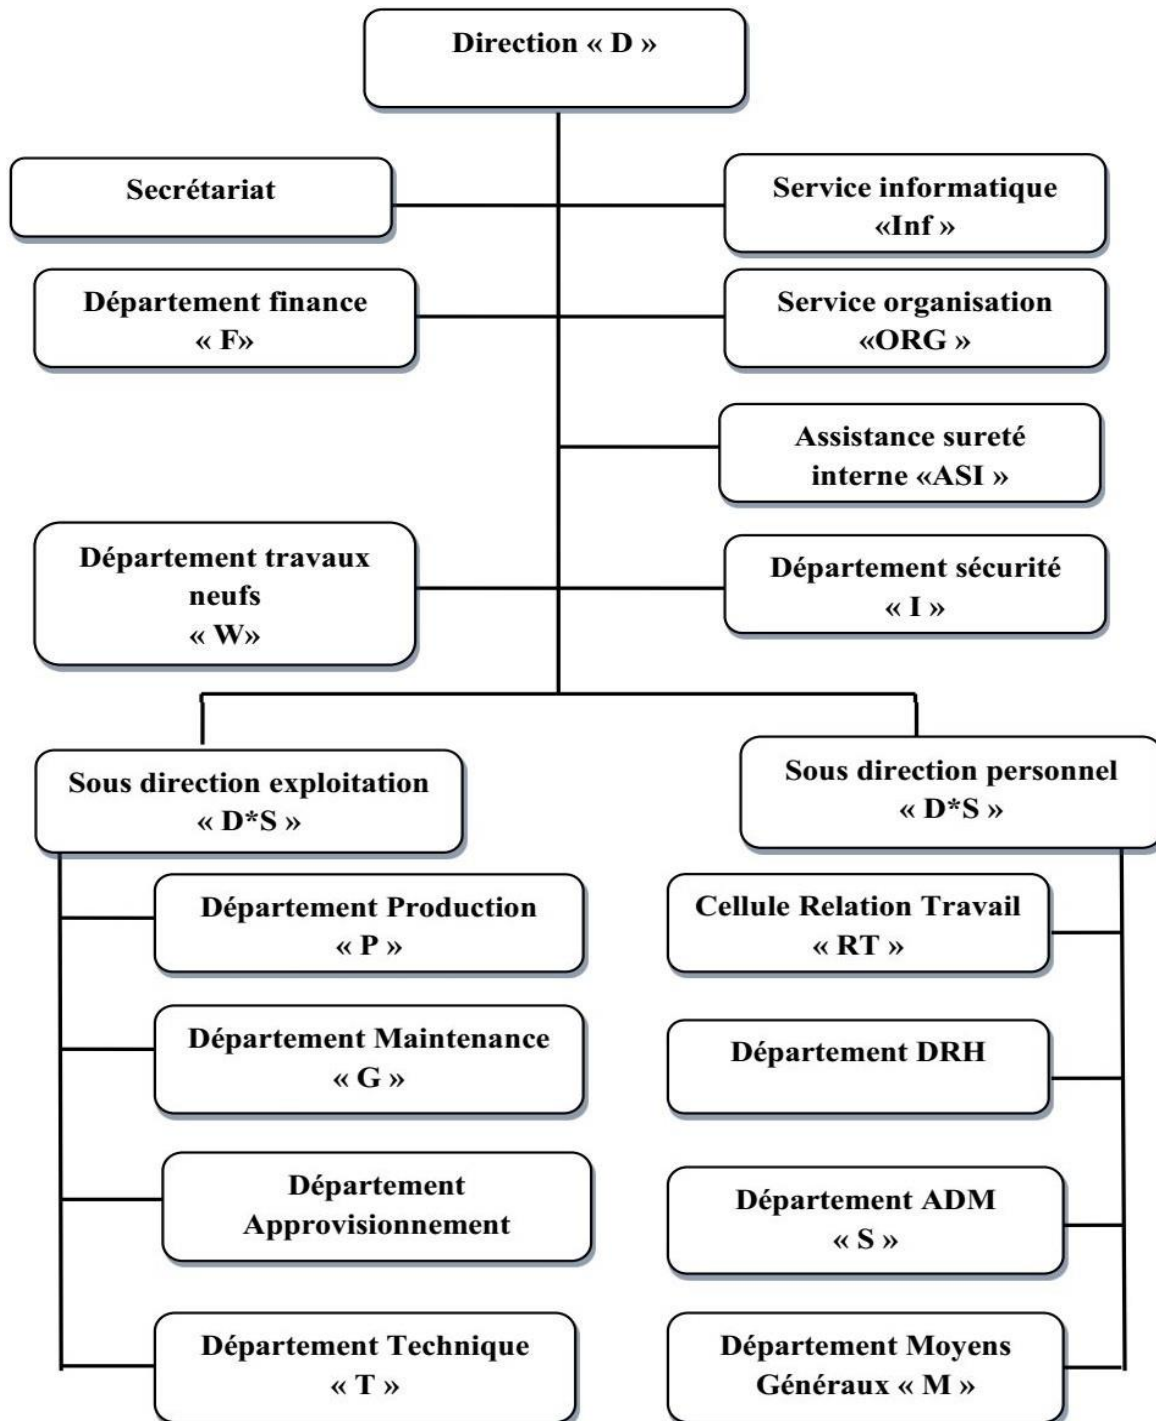 Direction « D »
Secrétariat
Service informatique
«Inf »
Département finance
« F»
Service organisation
«ORG »
Assistance sureté
interne «ASI »
Département travaux
neufs
« W»
Département sécurité
« I »
Sous direction exploitation
« D*S »
Sous direction personnel
« D*S »
Département Production
« P »
Cellule Relation Travail
« RT »
Département Maintenance
« G »
Département DRH
Département
Approvisionnement
Département ADM
« S »
Département Technique
« T »
Département Moyens
Généraux « M »